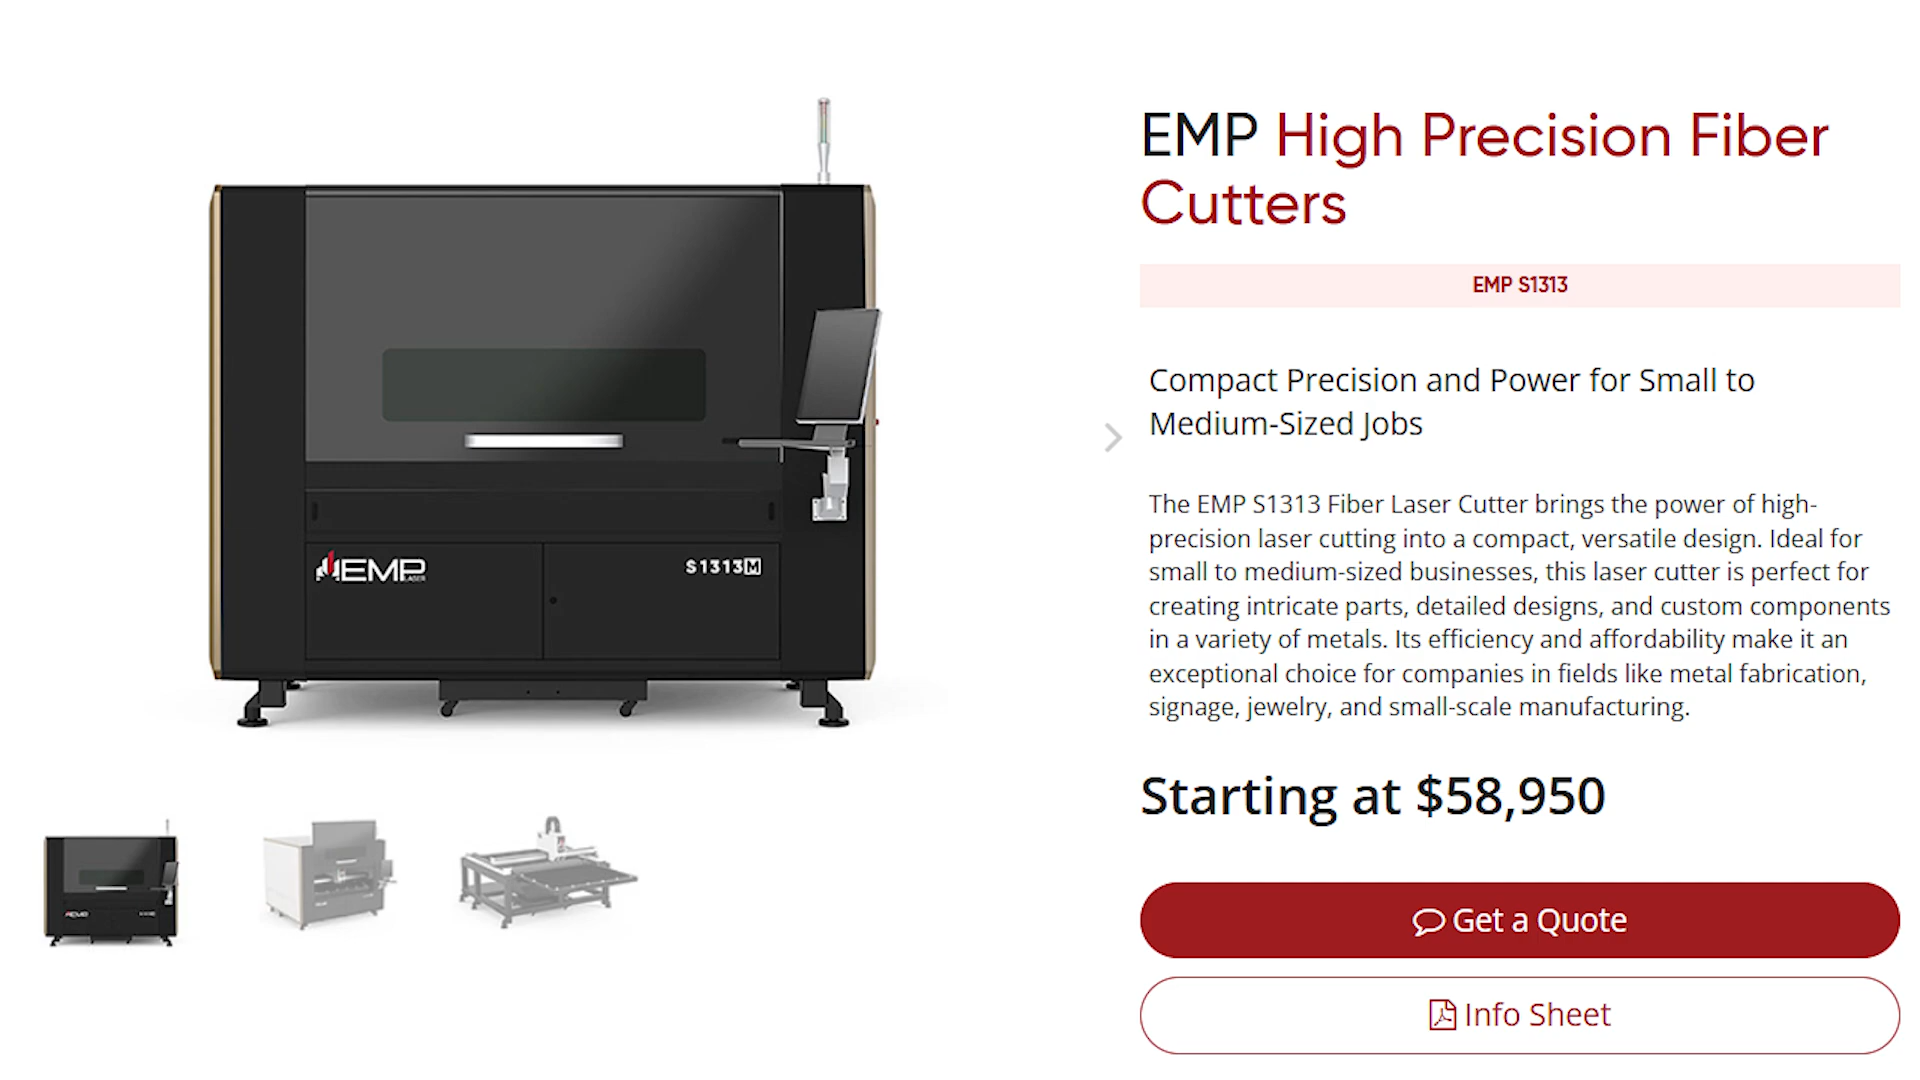 EMP High Precision Fiber
Cutters
EMP S1313
Compact Precision and Power for Small to
Medium-Sized Jobs
The EMP S1313 Fiber Laser Cutter brings the power of high-
precision laser cutting into a compact, versatile design. Ideal for
small to medium-sized businesses, this laser cutter is perfect for
creating intricate parts, detailed designs, and custom components
in a variety of metals. Its efficiency and affordability make it an
exceptional choice for companies in fields like metal fabrication,
signage, jewelry, and small-scale manufacturing.
Starting at $58,950
Get a Quote
Info Sheet
EMP LASER
S1313M
EMP